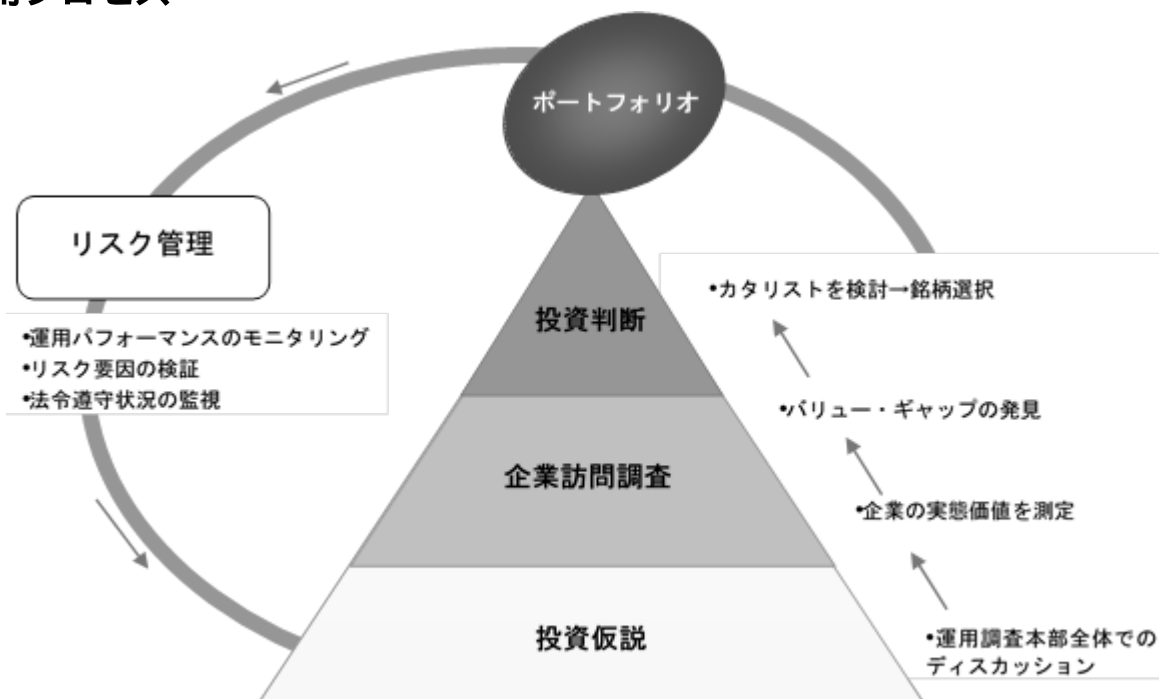 プロセス
ポートフォリオ
リスク管理
•運用パフォーマンスのモニタリング
•リスク要因の検証
•法令遵守状況の監視
投資判断
企業訪問調査
投資仮説
•カタリストを検討→銘柄選択
•バリュー・ギャップの発見
•企業の実態価値を測定
•運用調査本部全体での
ディスカッション